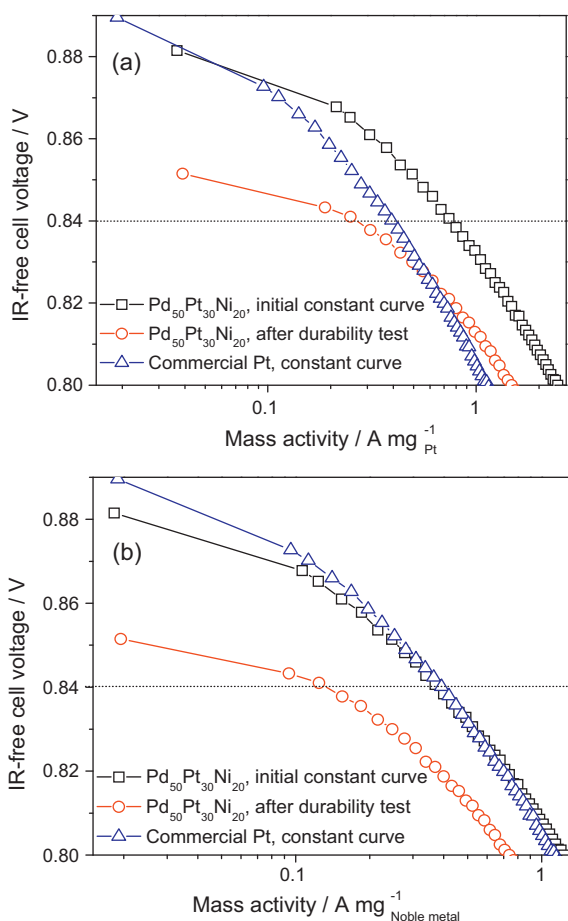 (a)
0.88
0.86
0.84
0.82
0.80
IR-free cell voltage / V
Pd50Pt30Ni20, initial constant curve
Pd50Pt30Ni20, after durability test
Commercial Pt, constant curve
0.1
1
Mass activity / A mg-1Pt
(b)
0.88
0.86
0.84
0.82
0.80
IR-free cell voltage / V
Pd50Pt30Ni20, initial constant curve
Pd50Pt30Ni20, after durability test
Commercial Pt, constant curve
0.1
1
Mass activity / A mg-1Noble metal